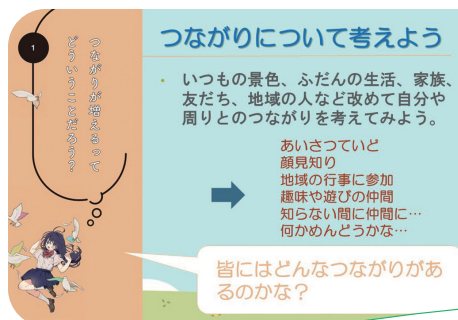 1
つながりが増えるって
どういうことだろう？
つながりについて考えよう
・ いつもの景色、ふだんの生活、家族、
友だち、地域の人など改めて自分や
周りとのつながりを考えてみよう。
あいさつていど
顔見知り
地域の行事に参加
趣味や遊びの仲間
知らない間に仲間に…
何かめんどうかな…
皆にはどんなつながりがあ
るのかな？